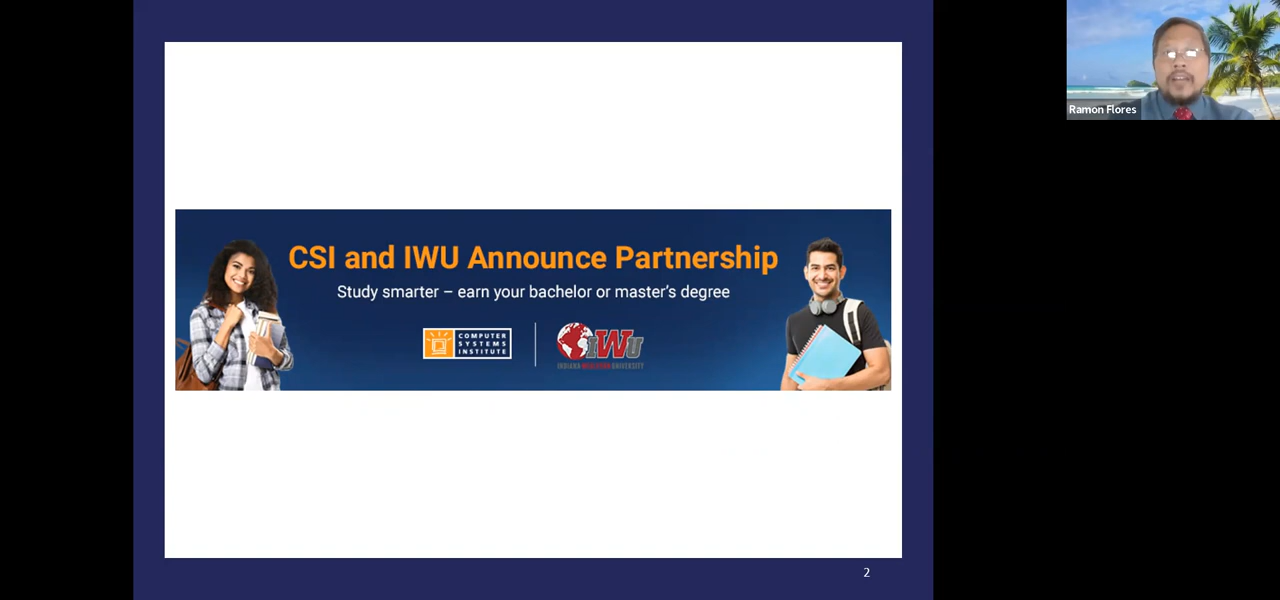 CSI and IWU Announce Partnership
Study smarter – earn your bachelor or master's degree
COMPUTER
SYSTEMS
INSTITUTE
IWU
INDIANA WESLEYAN UNIVERSITY
2
Ramon Flores